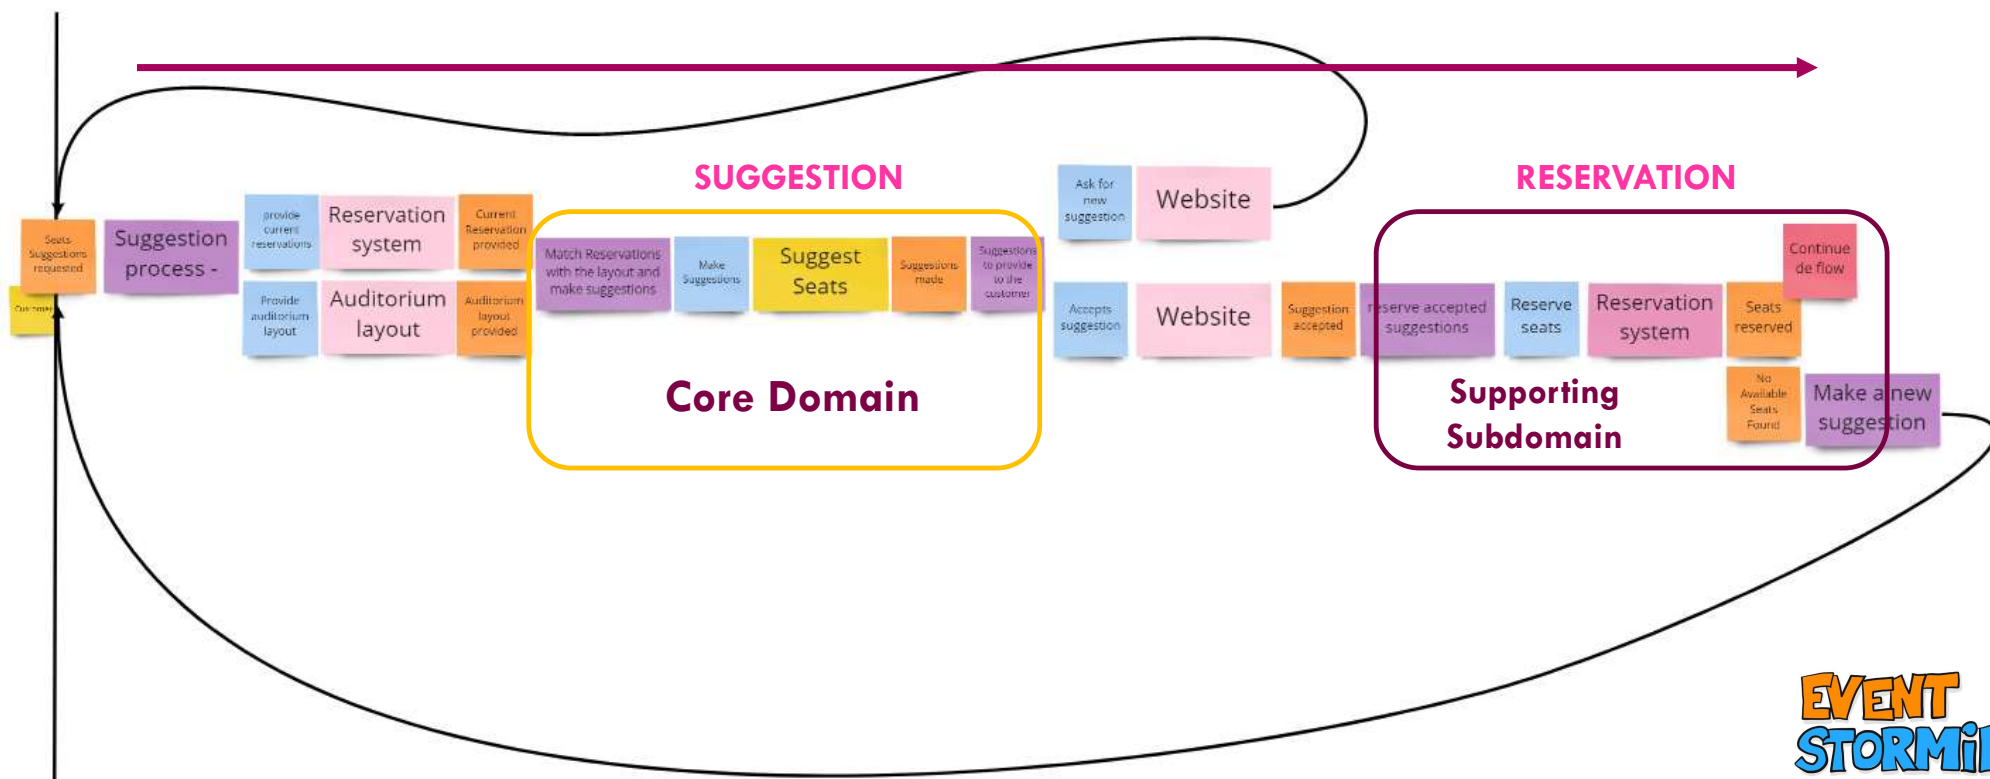 SUGGESTION
RESERVATION
Seats
Suggestions
requested
Customer
Suggestion
process -
provide
current
reservations
Reservation
system
Current
Reservation
provided
Provide
auditorium
layout
Auditorium
layout
Auditorium
layout
provided
Match Reservations
with the layout and
make suggestions
Make
Suggestions
Suggest
Seats
Suggestions
made
Suggestions
to provide
to the
customer
Core Domain
Ask for
new
suggestion
Website
Accepts
suggestion
Website
Suggestion
accepted
reserve accepted
suggestions
Reserve
seats
Reservation
system
Seats
reserved
Continue
de flow
No
Available
Seats
Found
Make a new
suggestion
Supporting
Subdomain
EVENT